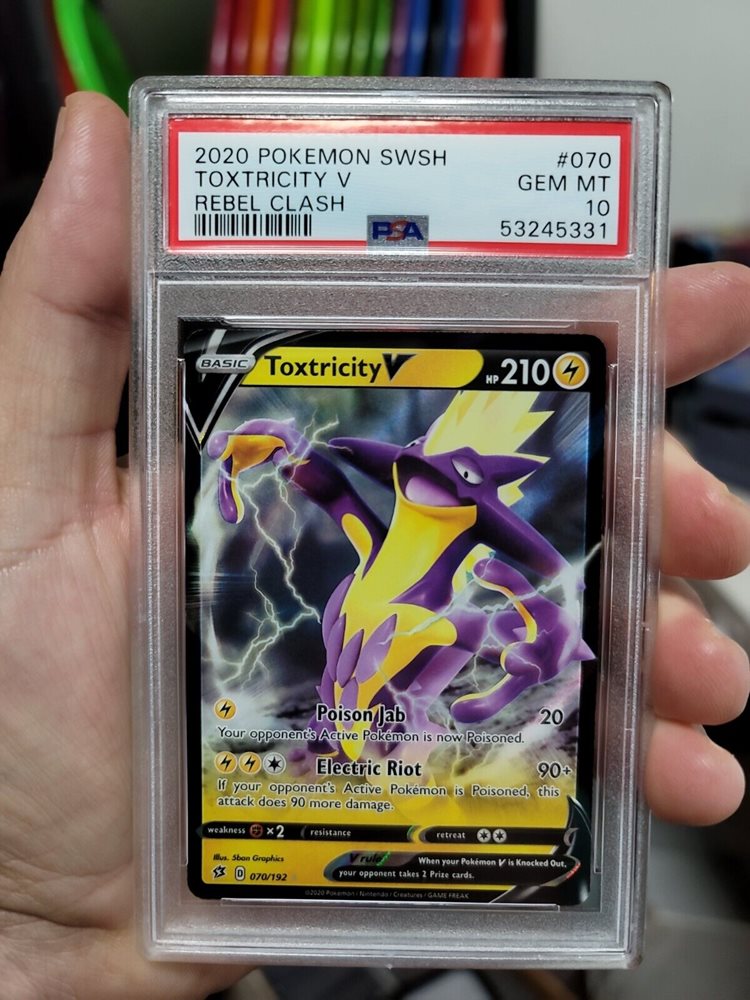 2020 POKEMON SWSH #070
TOXTRICITY V GEM MT
REBEL CLASH 10
PSA 53245331
BASIC Toxtricity V HP 210
Poison Jab 20
Your opponent's Active Pokémon is now Poisoned.
Electric Riot 90+
If your opponent's Active Pokémon is Poisoned, this
attack does 90 more damage.
weakness ×2 resistance retreat
Illus. 5ban Graphics
V rule When your Pokémon V is Knocked Out,
your opponent takes 2 Prize cards.
D 070/192
©2020 Pokémon / Nintendo / Creatures / GAME FREAK